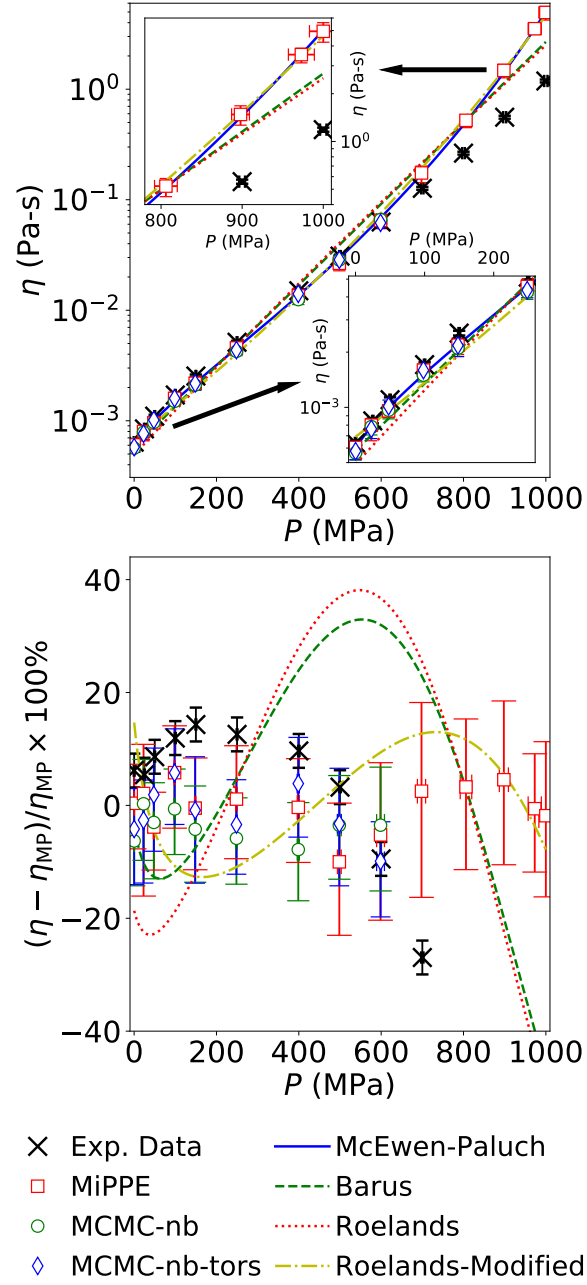 η (Pa-s)
10⁰
10⁻¹
10⁻²
10⁻³
η (Pa-s)
10⁰
800 900 1000
P (MPa)
P (MPa)
0 100 200
η (Pa-s)
10⁻³
0 200 400 600 800 1000
P (MPa)
(η − η_MP)/η_MP × 100%
40
20
0
−20
−40
0 200 400 600 800 1000
P (MPa)
Exp. Data McEwen-Paluch
MiPPE Barus
MCMC-nb Roelands
MCMC-nb-tors Roelands-Modified